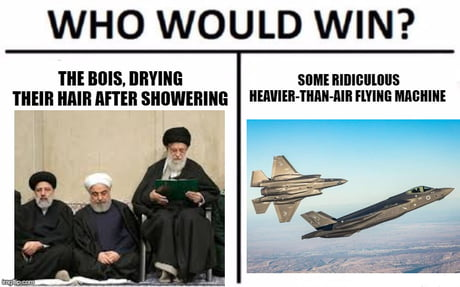 WHO WOULD WIN?
THE BOIS, DRYING
THEIR HAIR AFTER SHOWERING
SOME RIDICULOUS
HEAVIER-THAN-AIR FLYING MACHINE
imgflip.com